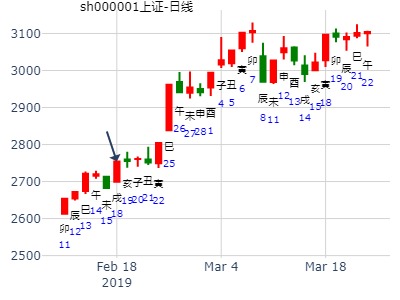 sh000001上证-日线
3100
3000
2900
2800
2700
2600
2500
卯
11
辰
12
巳
13
午
14
未
15
戌
18
亥
19
子
20
丑
21
寅
22
巳
25
午
26
未
27
申
28
酉
1
子
4
丑
5
寅
6
卯
7
辰
8
未
11
申
12
酉
13
戌
14
亥
15
寅
18
卯
19
辰
20
巳
21
午
22
Feb 18
2019
Mar 4
Mar 18